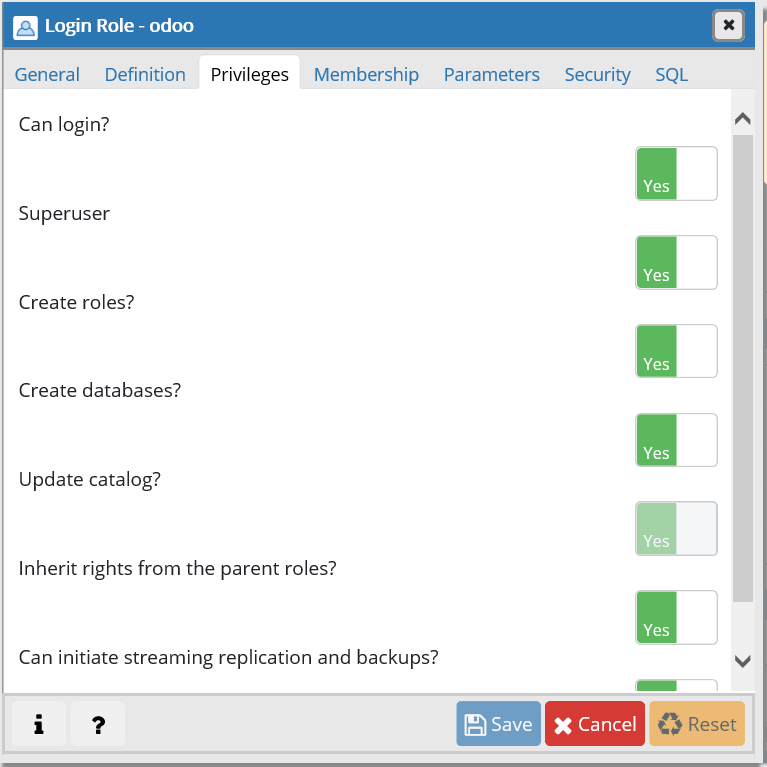 Login Role - odoo
General Definition Privileges Membership Parameters Security SQL
Can login?
Yes
Superuser
Yes
Create roles?
Yes
Create databases?
Yes
Update catalog?
Yes
Inherit rights from the parent roles?
Yes
Can initiate streaming replication and backups?
i ? Save Cancel Reset